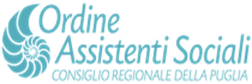 Ordine
Assistenti Sociali
CONSIGLIO REGIONALE DELLA PUGLIA